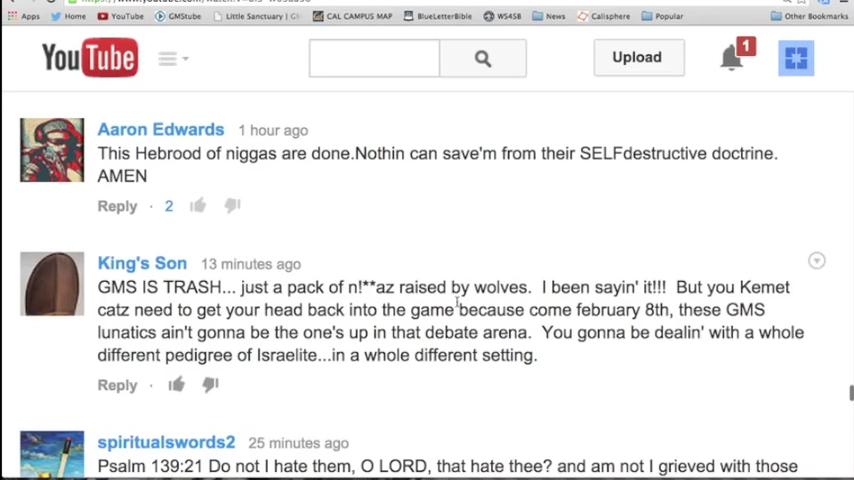 Apps Home YouTube GMStube Little Sanctuary | GM CAL CAMPUS MAP BlueLetterBible WS4SB News Calisphere Popular Other Bookmarks
YouTube Upload 1
Aaron Edwards 1 hour ago
This Hebrood of niggas are done.Nothin can save'm from their SELFdestructive doctrine.
AMEN
Reply · 2
King's Son 13 minutes ago
GMS IS TRASH... just a pack of n!**az raised by wolves. I been sayin' it!!! But you Kemet
catz need to get your head back into the game because come february 8th, these GMS
lunatics ain't gonna be the one's up in that debate arena. You gonna be dealin' with a whole
different pedigree of Israelite...in a whole different setting.
Reply ·
spiritualswords2 25 minutes ago
Psalm 139:21 Do not I hate them, O LORD, that hate thee? and am not I grieved with those